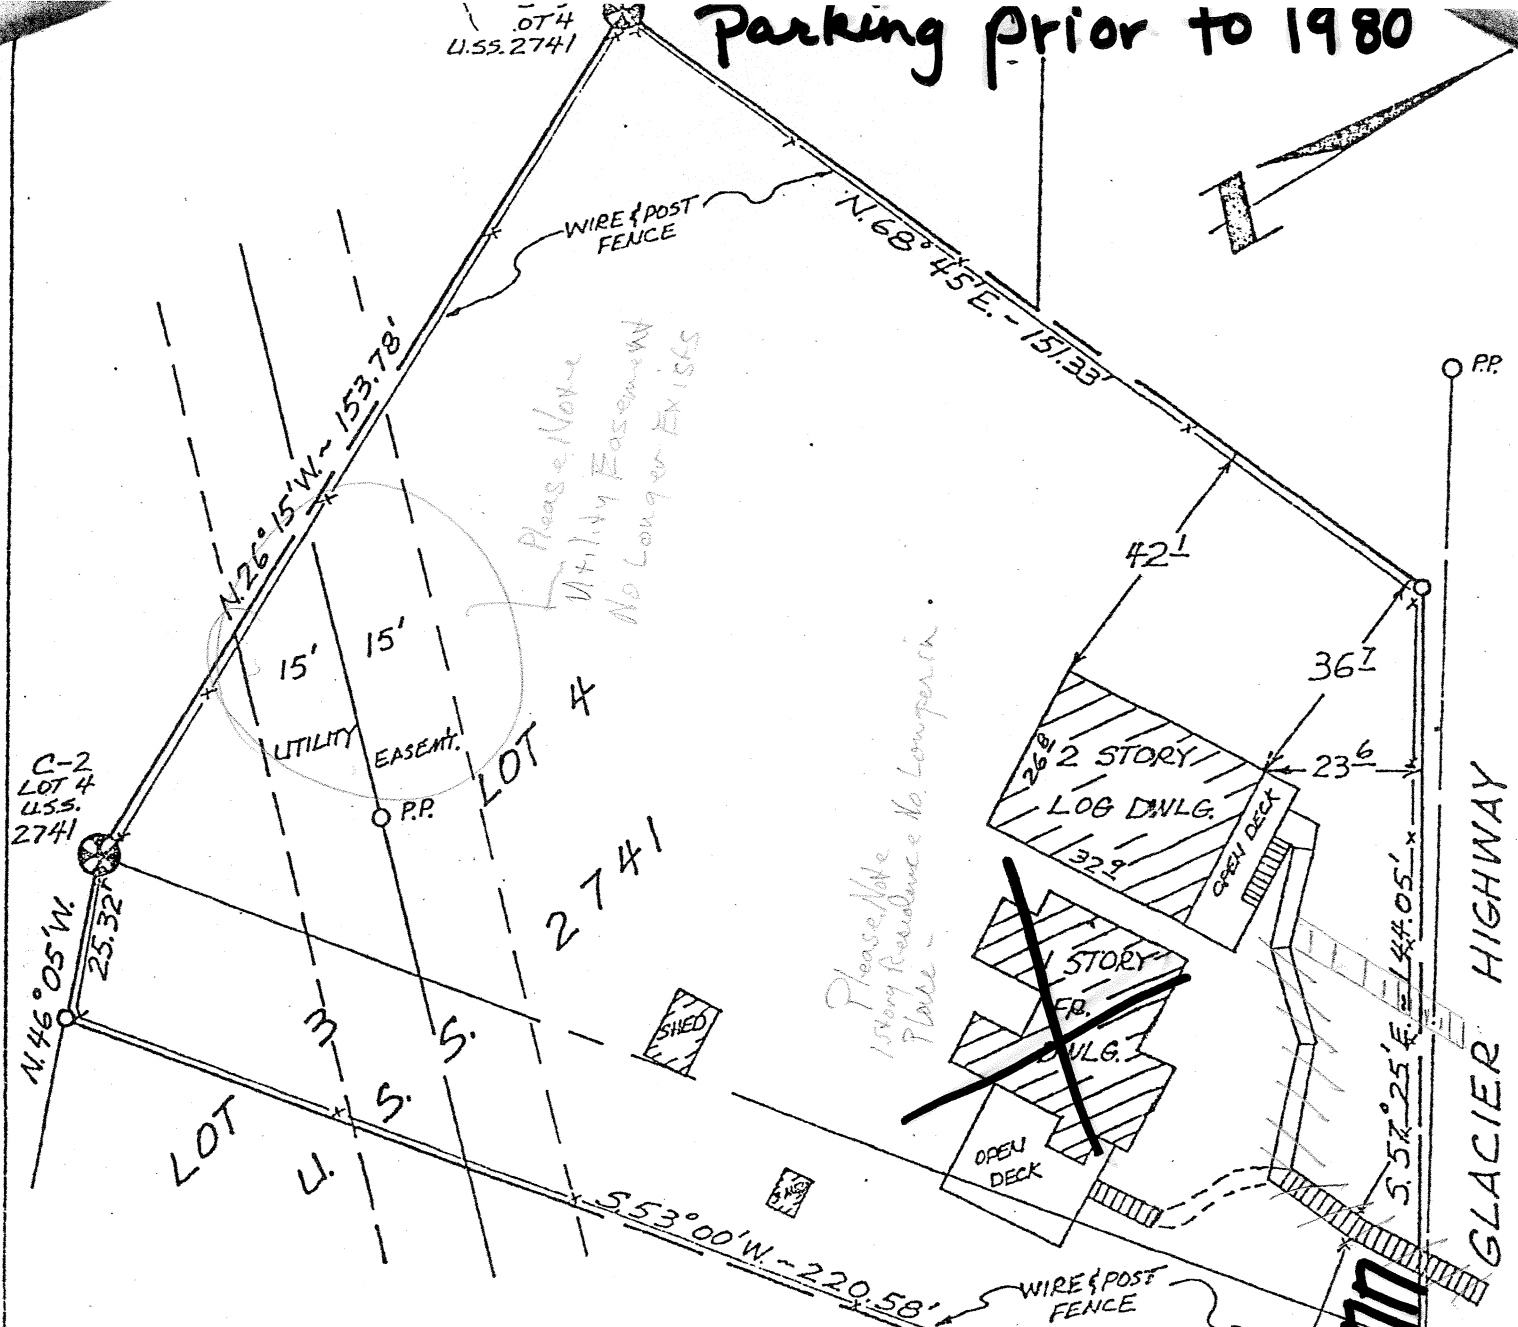 Parking prior to 1980
OT 4
U.SS. 2741
WIRE & POST
FENCE
N. 68° 45' E. - 151.33'
P.P.
N. 26° 15' W. ~ 153.78'
Please Note
Utility Easement
No Longer Exists
42 1
36 7
23 6
15'
15'
UTILITY
EASEMT.
P.P.
LOT 4
2741
C-2
LOT 4
U.S.S.
2741
2 STORY
LOG DWLG.
26 81
32 9
OPEN DECK
Please Note
1 Story Residence No Longer in
Place -
1 STORY
FR.
DWLG.
OPEN
DECK
SHED
N. 46° 05' W.
25.32'
LOT 3
U. S. S.
S. 53° 00' W. ~ 220.58'
WIRE & POST
FENCE
S. 57° 25' E. - 144.05'
GLACIER HIGHWAY